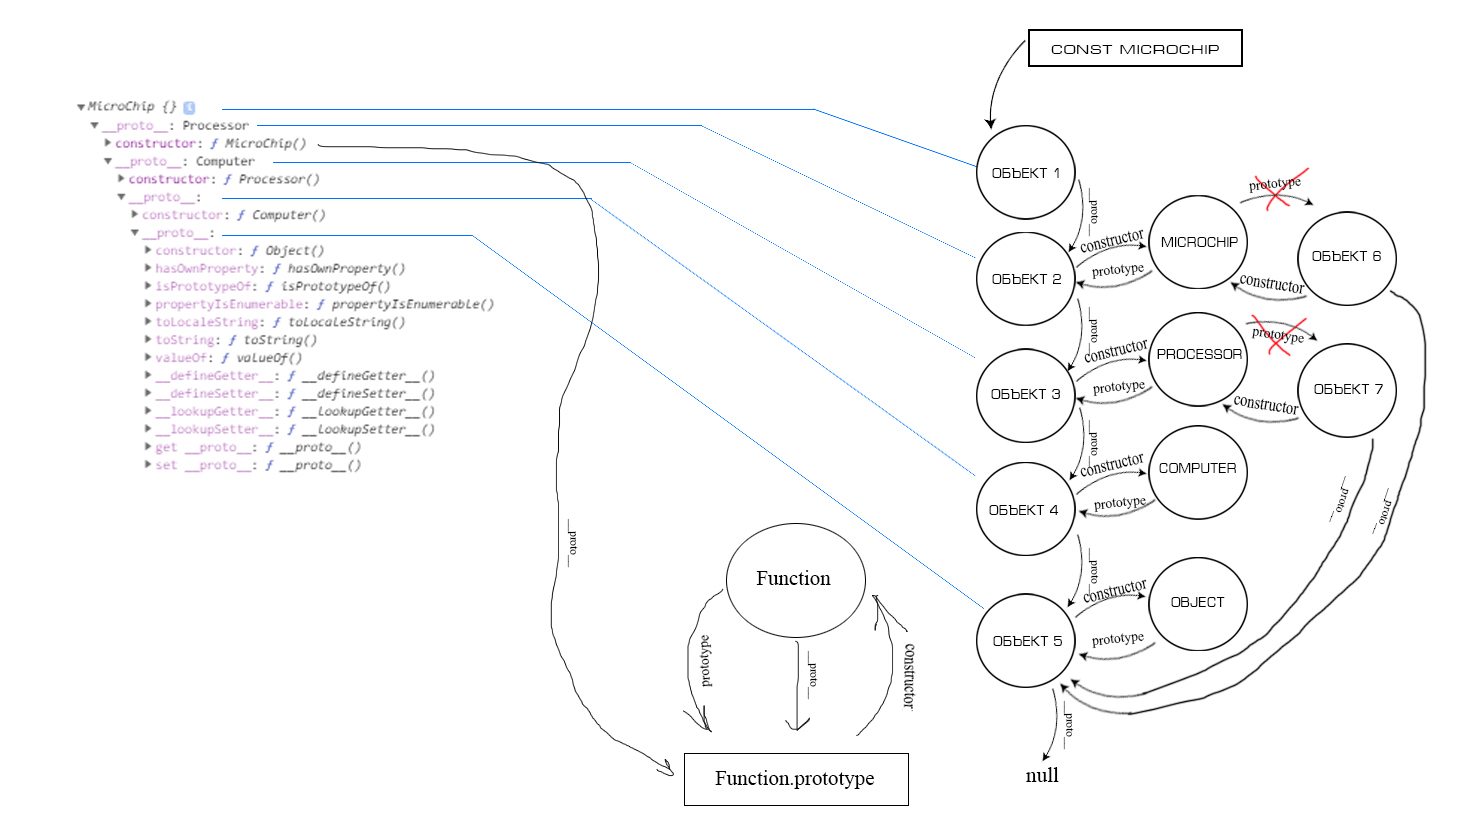 CONST MICROCHIP
MicroChip {} i
__proto__: Processor
constructor: ƒ MicroChip()
__proto__: Computer
constructor: ƒ Processor()
__proto__:
constructor: ƒ Computer()
__proto__:
constructor: ƒ Object()
hasOwnProperty: ƒ hasOwnProperty()
isPrototypeOf: ƒ isPrototypeOf()
propertyIsEnumerable: ƒ propertyIsEnumerable()
toLocaleString: ƒ toLocaleString()
toString: ƒ toString()
valueOf: ƒ valueOf()
__defineGetter__: ƒ __defineGetter__()
__defineSetter__: ƒ __defineSetter__()
__lookupGetter__: ƒ __lookupGetter__()
__lookupSetter__: ƒ __lookupSetter__()
get __proto__: ƒ __proto__()
set __proto__: ƒ __proto__()
__proto__
Function
prototype
__proto__
constructor
Function.prototype
ОБЪЕКТ 1
__proto__
prototype
constructor
MICROCHIP
ОБЪЕКТ 6
ОБЪЕКТ 2
prototype
constructor
__proto__
prototype
constructor
PROCESSOR
ОБЪЕКТ 7
ОБЪЕКТ 3
prototype
constructor
__proto__
constructor
COMPUTER
prototype
ОБЪЕКТ 4
__proto__
__proto__
__proto__
constructor
OBJECT
prototype
ОБЪЕКТ 5
__proto__
null